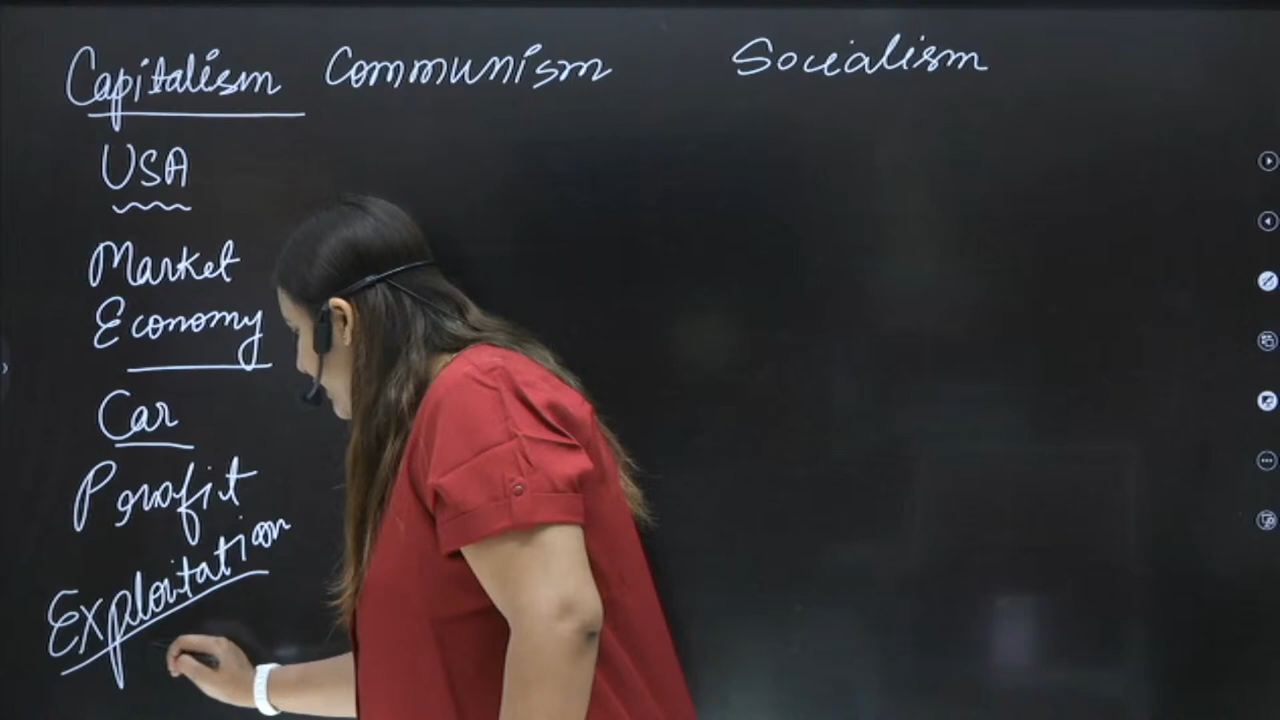 Capitalism Communism Socialism
USA
Market
Economy
Car
Profit
Exploitation